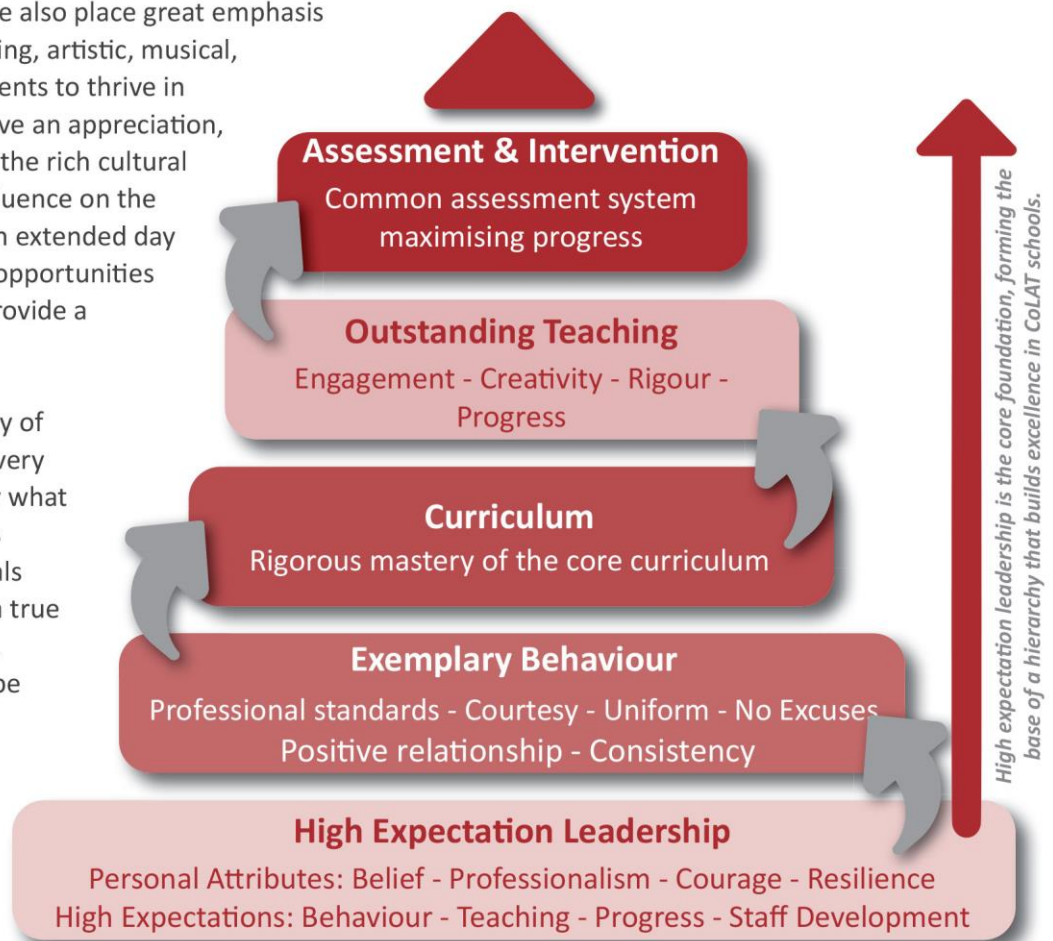 e also place great emphasis
ing, artistic, musical,
ents to thrive in
ve an appreciation,
the rich cultural
uence on the
n extended day
opportunities
rovide a
y of
very
what
s
als
true
be
Assessment & Intervention
Common assessment system
maximising progress
Outstanding Teaching
Engagement - Creativity - Rigour -
Progress
Curriculum
Rigorous mastery of the core curriculum
Exemplary Behaviour
Professional standards - Courtesy - Uniform - No Excuses
Positive relationship - Consistency
High Expectation Leadership
Personal Attributes: Belief - Professionalism - Courage - Resilience
High Expectations: Behaviour - Teaching - Progress - Staff Development
High expectation leadership is the core foundation, forming the
base of a hierarchy that builds excellence in CoLAT schools.